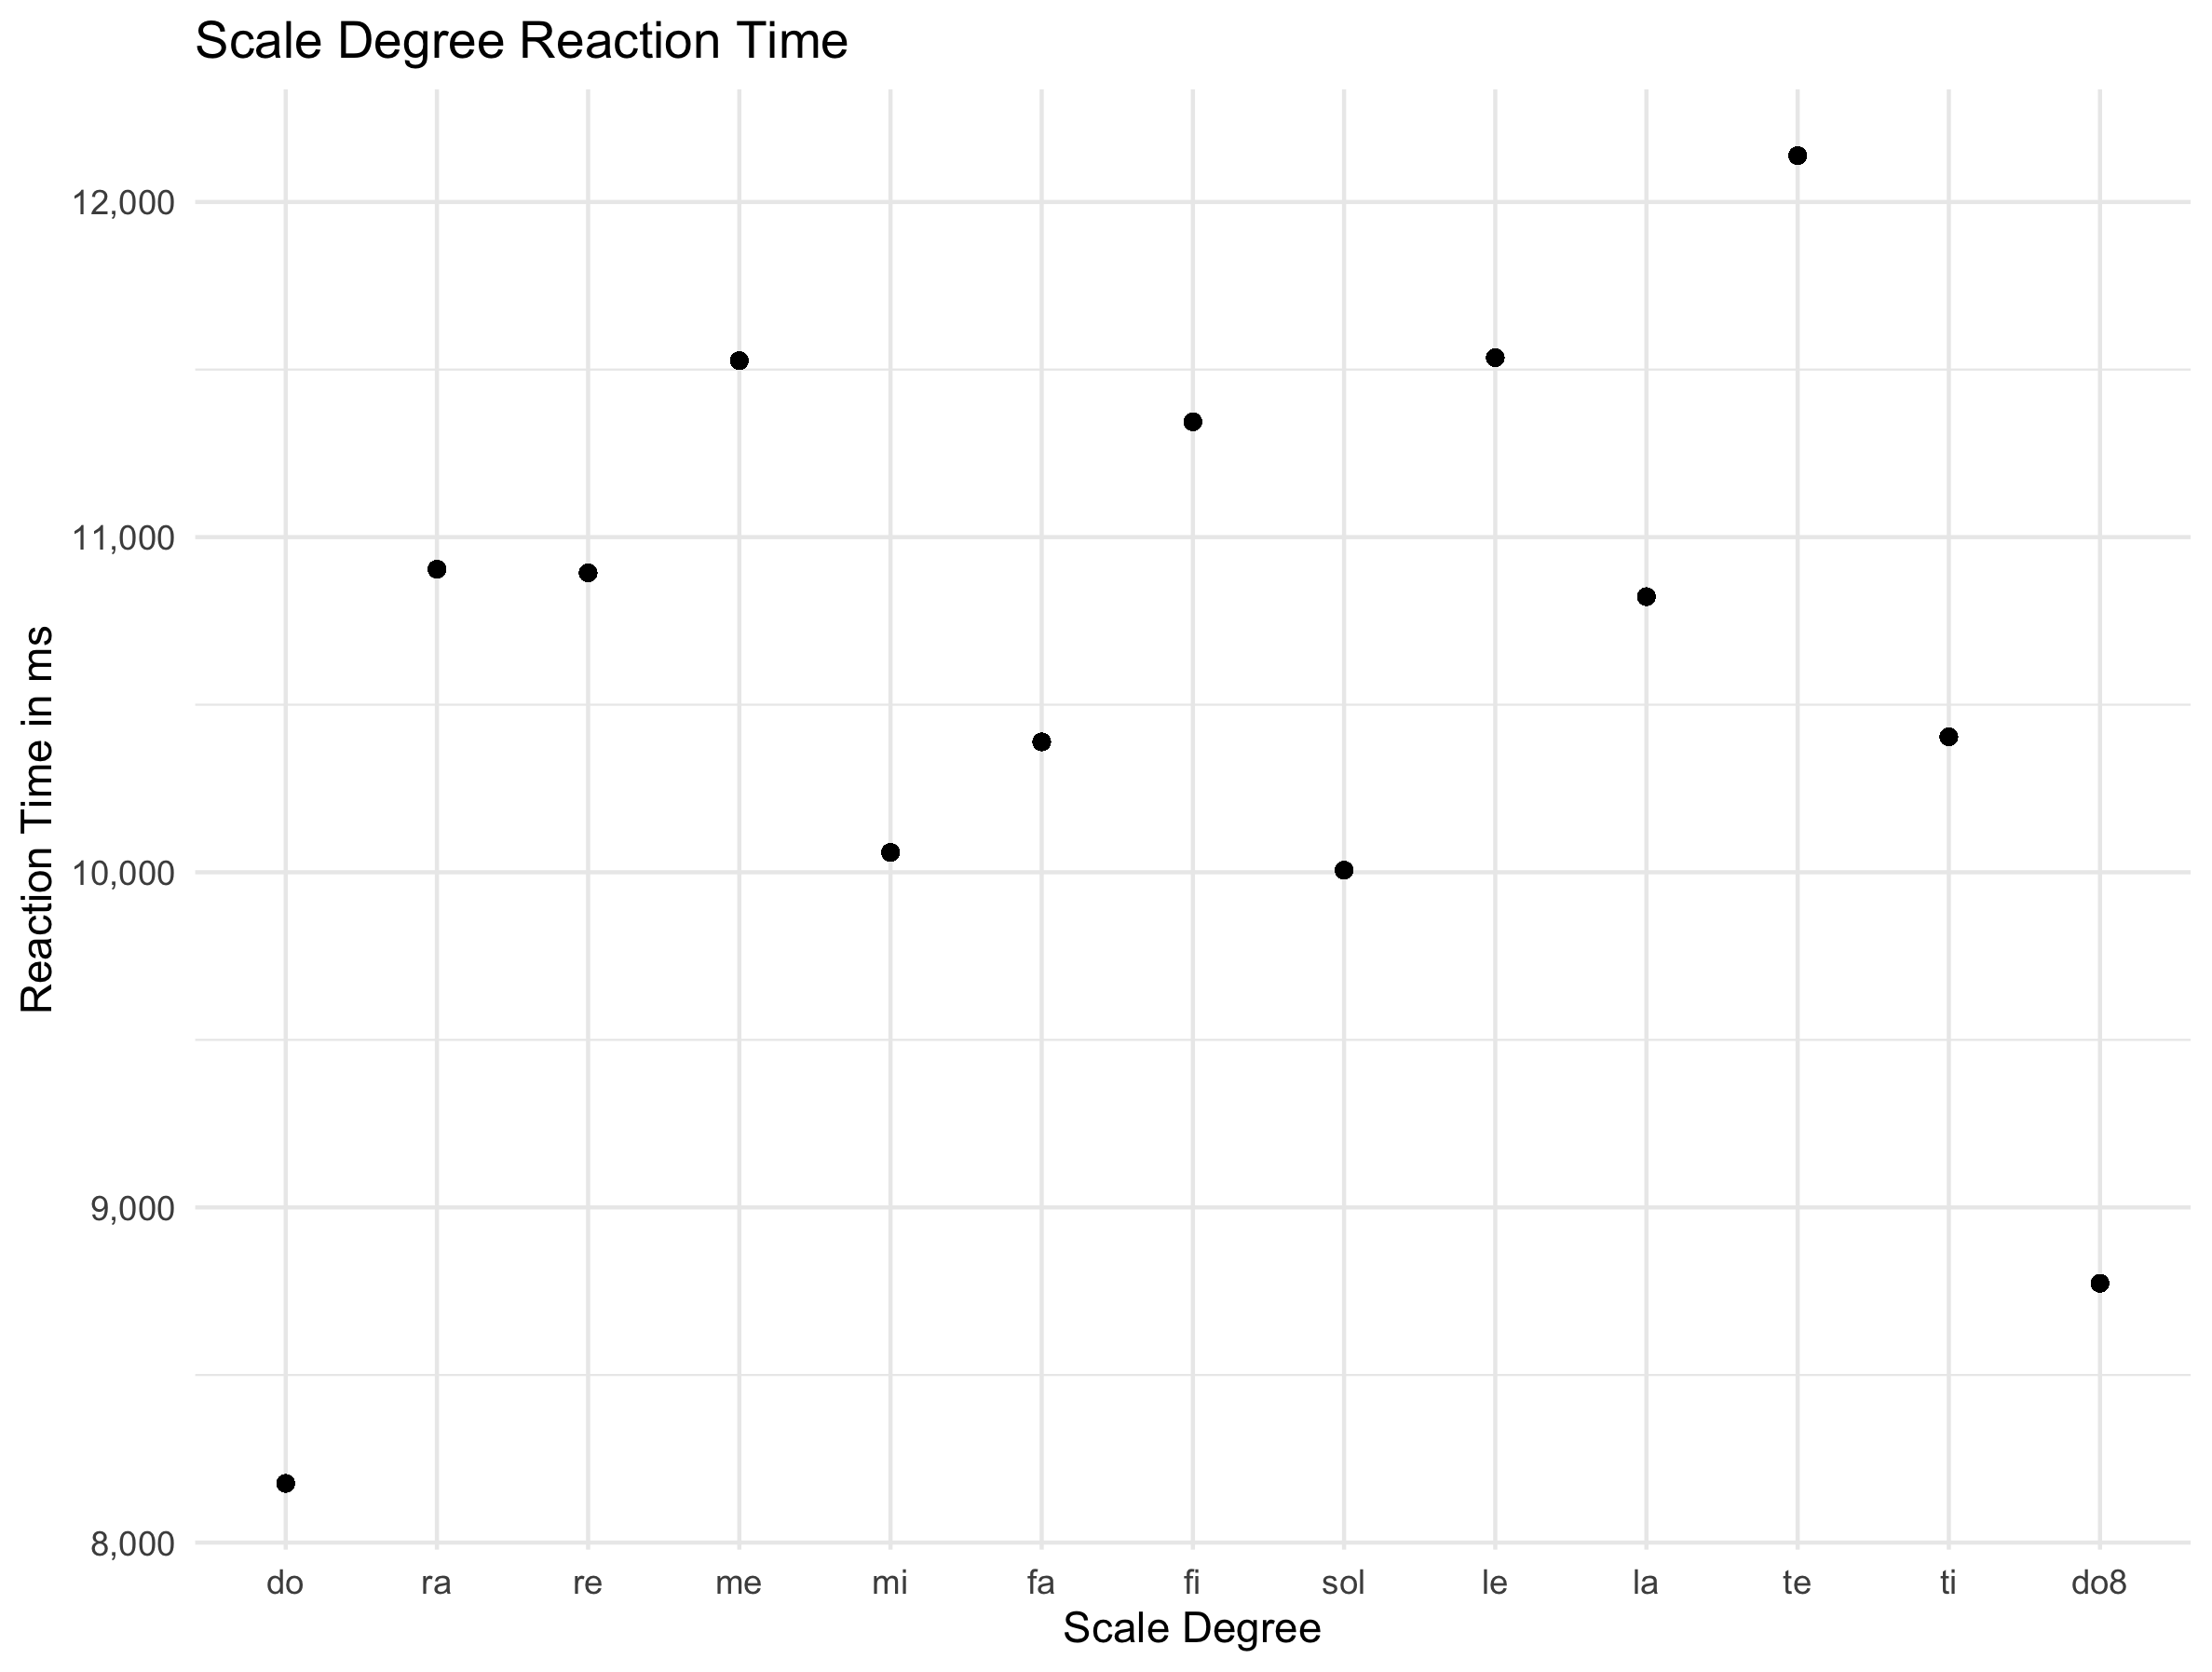 Scale Degree Reaction Time
Reaction Time in ms
12,000
11,000
10,000
9,000
8,000
do ra re me mi fa fi sol le la te ti do8
Scale Degree